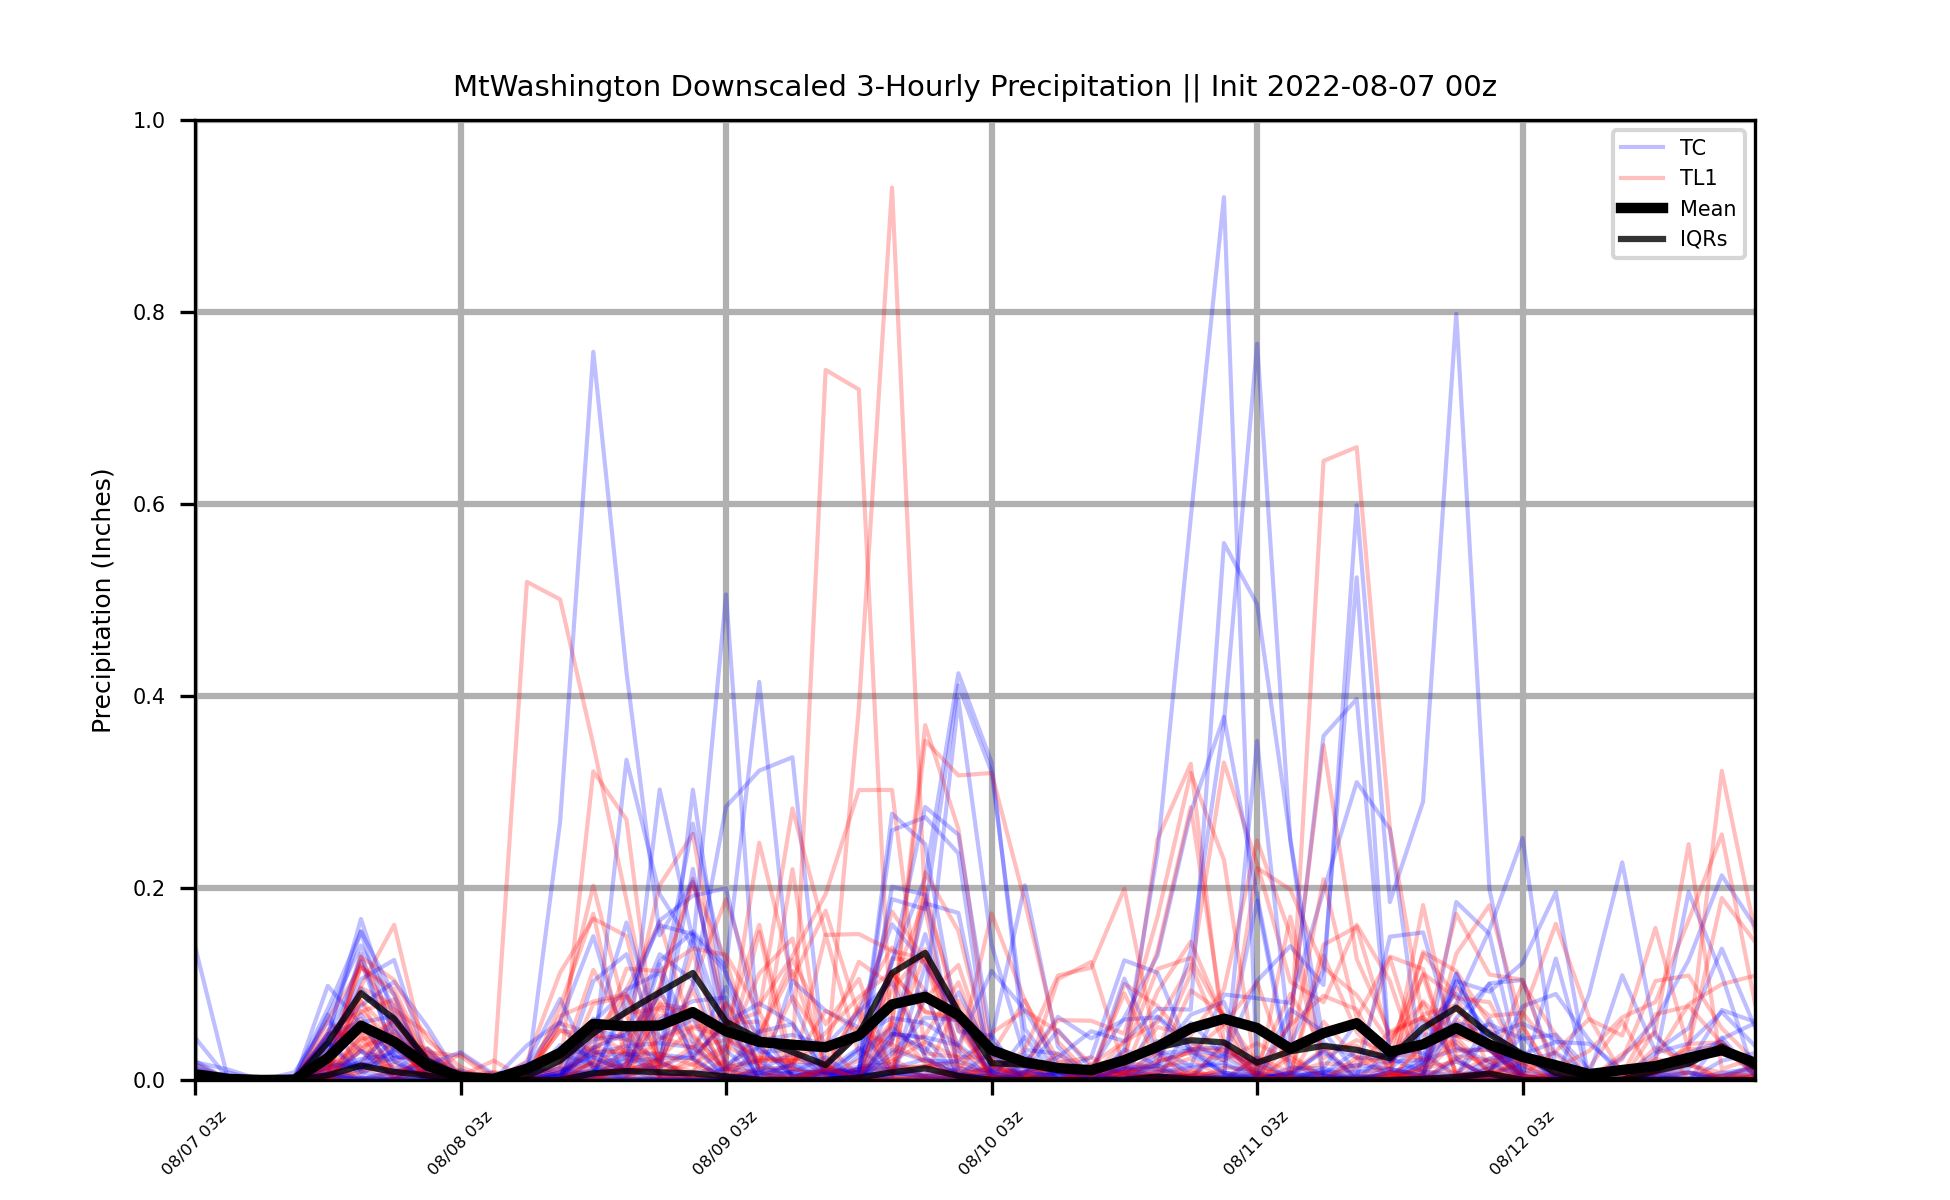 MtWashington Downscaled 3-Hourly Precipitation || Init 2022-08-07 00z
Precipitation (Inches)
1.0
0.8
0.6
0.4
0.2
0.0
TC
TL1
Mean
IQRs
08/07 03z
08/08 03z
08/09 03z
08/10 03z
08/11 03z
08/12 03z